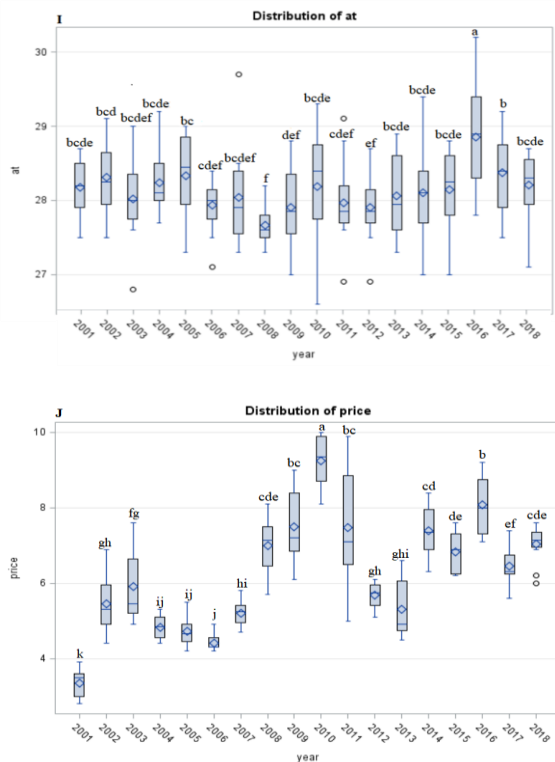 I
Distribution of at
a
30
bcde
bcd
bcdef
bcde
bc
cdef
bcdef
f
def
bcde
cdef
ef
bcde
bcde
bcde
b
bcde
29
at
28
27
2001 2002 2003 2004 2005 2006 2007 2008 2009 2010 2011 2012 2013 2014 2015 2016 2017 2018
year
J
Distribution of price
10
k
gh
fg
ij
ij
j
hi
cde
bc
a
bc
gh
ghi
cd
de
b
ef
cde
8
price
6
4
2001 2002 2003 2004 2005 2006 2007 2008 2009 2010 2011 2012 2013 2014 2015 2016 2017 2018
year